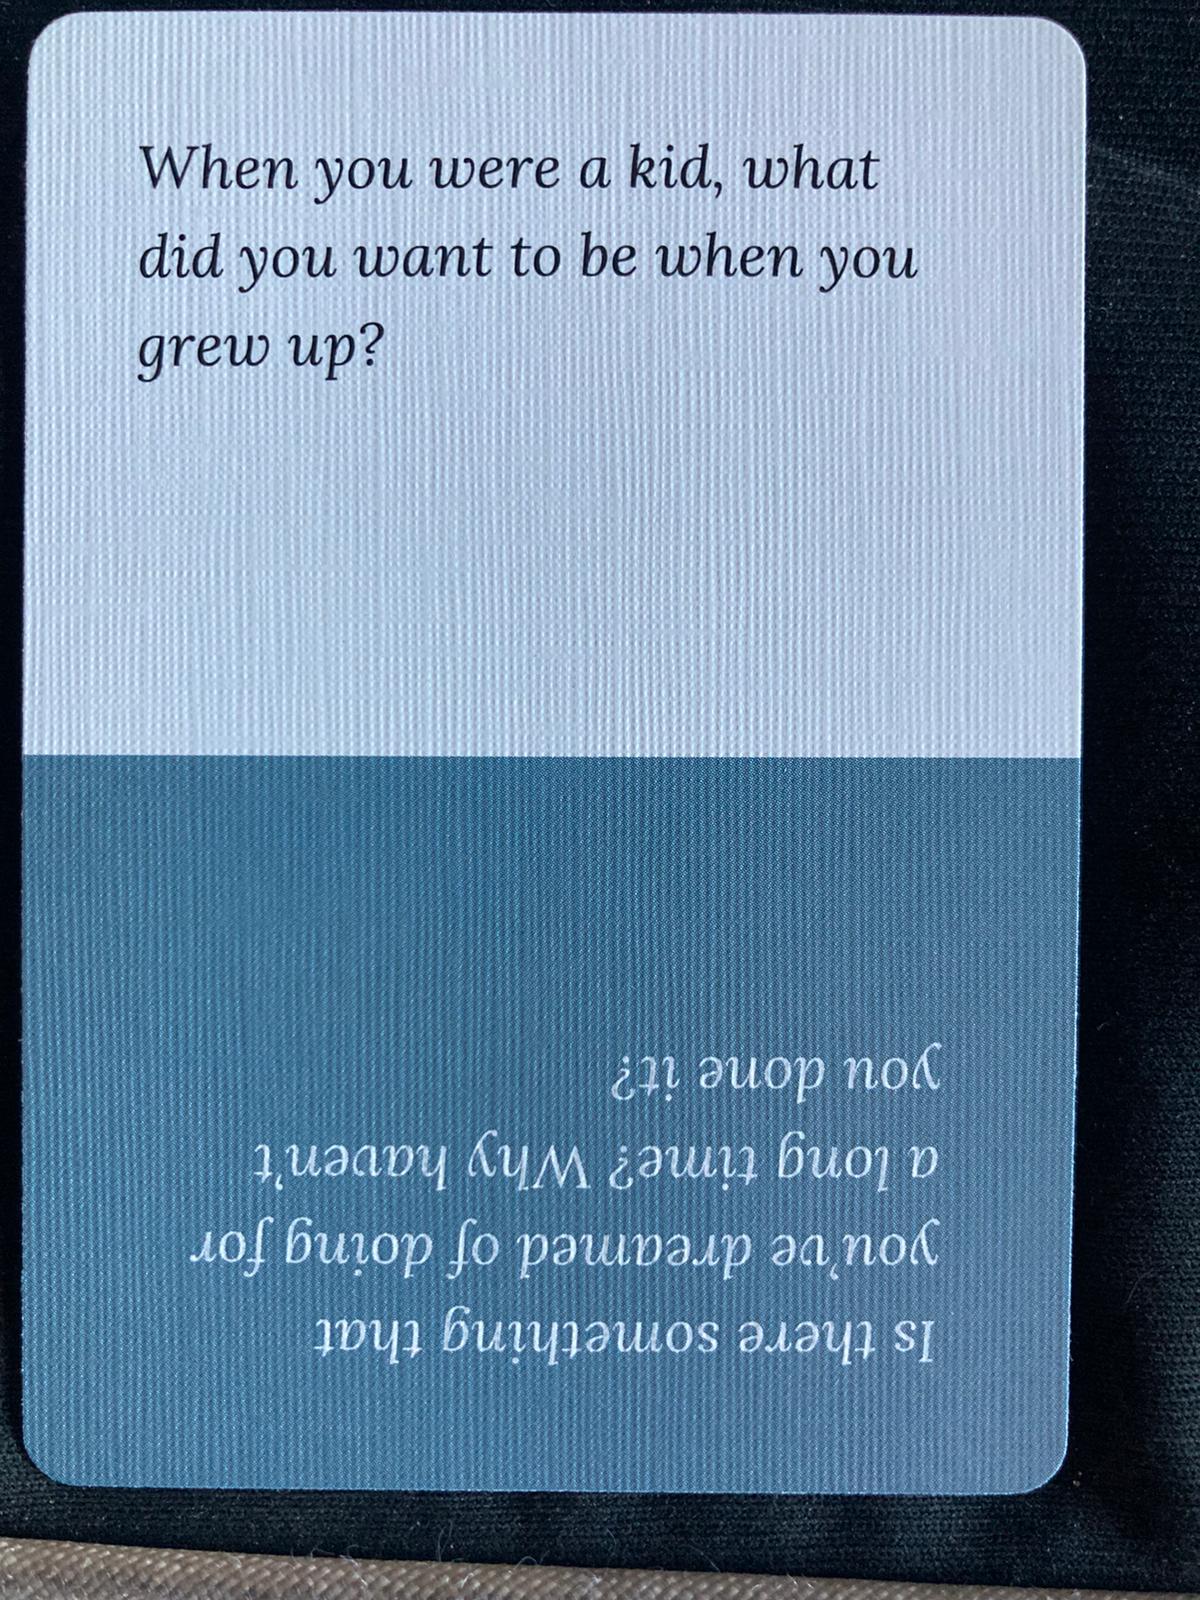 When you were a kid, what
did you want to be when you
grew up?
Is there something that
you've dreamed of doing for
a long time? Why haven't
you done it?